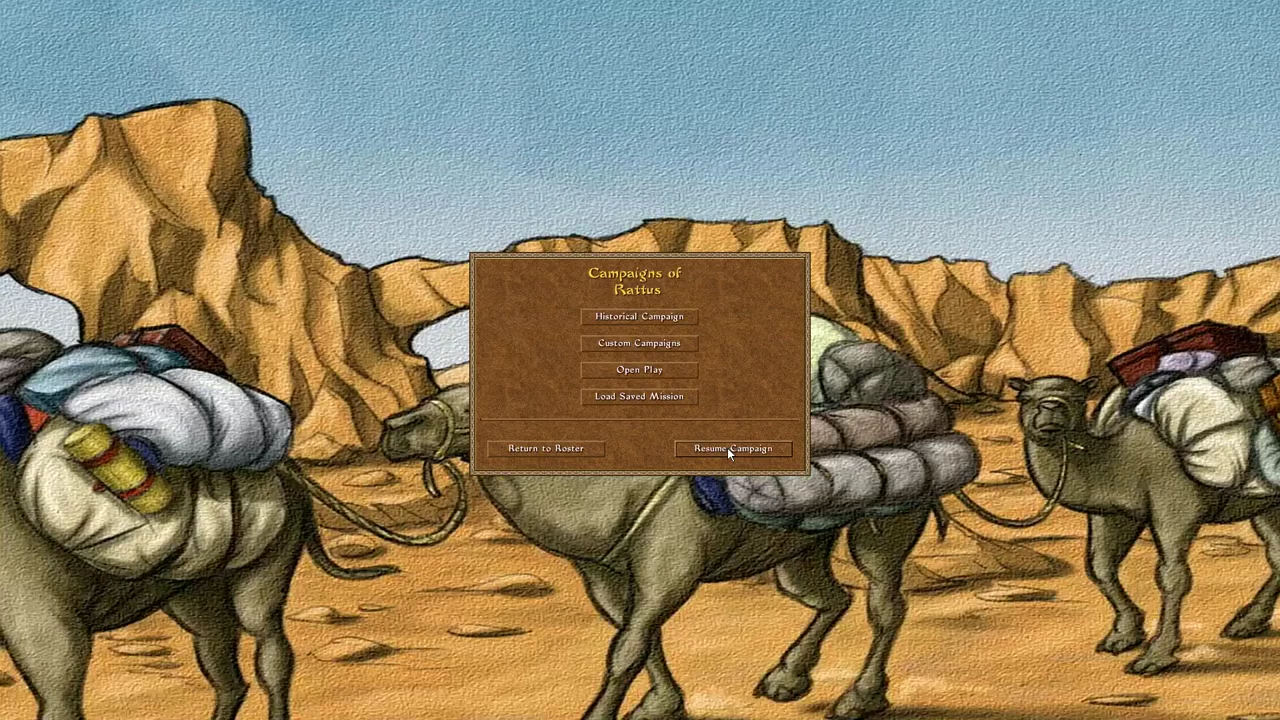 Campaigns of
Rattus
Historical Campaign
Custom Campaigns
Open Play
Load Saved Mission
Return to Roster
Resume Campaign